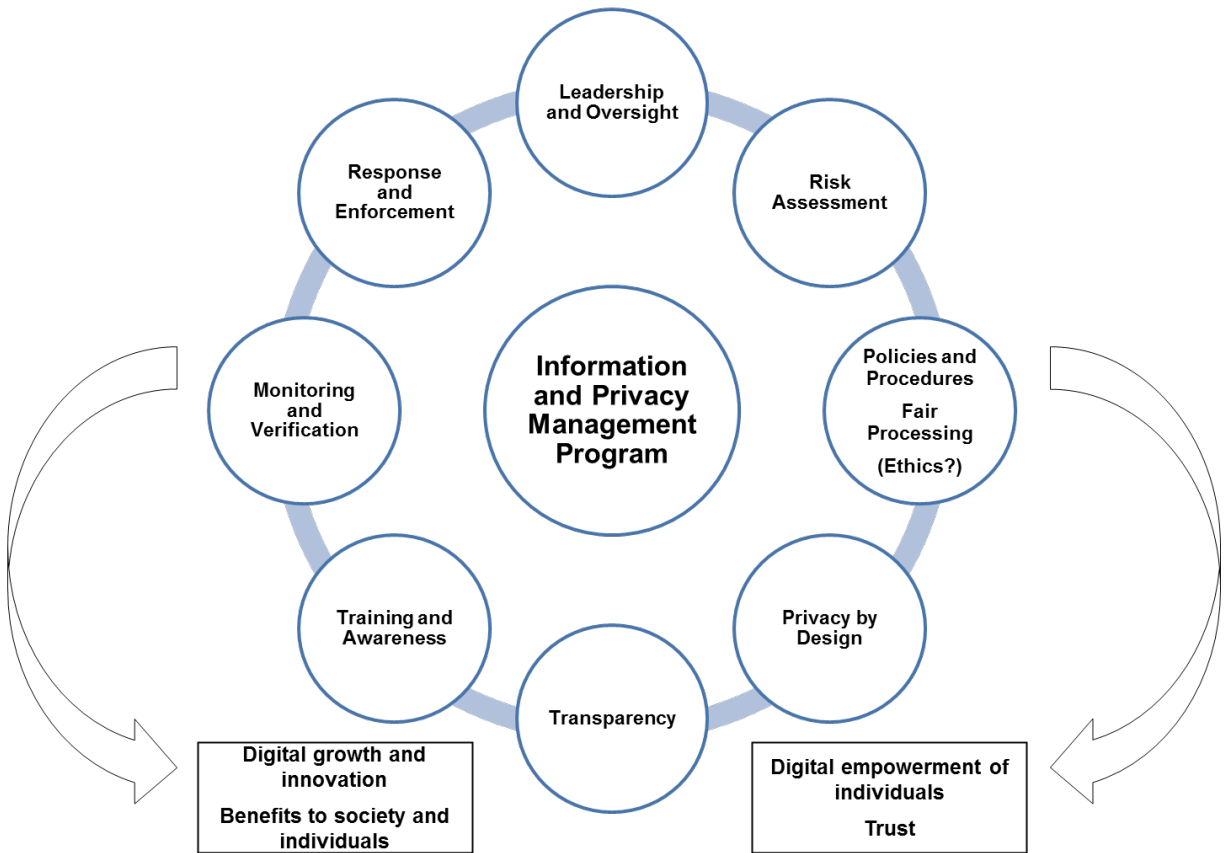 Leadership
and Oversight
Risk
Assessment
Policies and
Procedures
Fair
Processing
(Ethics?)
Privacy by
Design
Transparency
Training and
Awareness
Monitoring
and
Verification
Response
and
Enforcement
Information
and Privacy
Management
Program
Digital growth and
innovation
Benefits to society and
individuals
Digital empowerment of
individuals
Trust